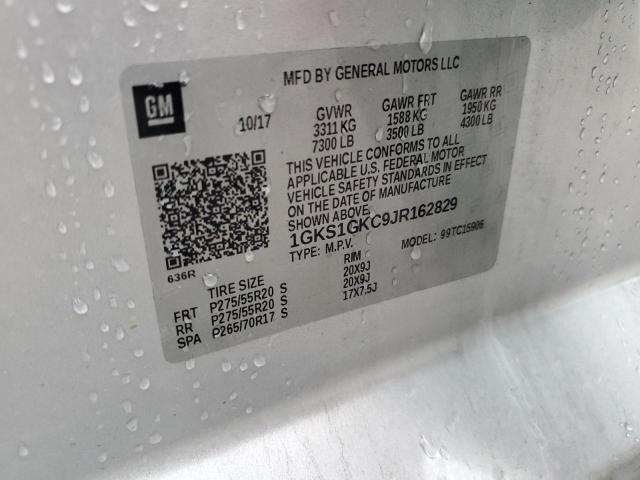 MFD BY GENERAL MOTORS LLC
GM
10/17
GVWR GAWR FRT GAWR RR
3311 KG 1588 KG 1950 KG
7300 LB 3500 LB 4300 LB
THIS VEHICLE CONFORMS TO ALL
APPLICABLE U.S. FEDERAL MOTOR
VEHICLE SAFETY STANDARDS IN EFFECT
ON THE DATE OF MANUFACTURE
SHOWN ABOVE.
1GKS1GKC9JR162829
TYPE: M.P.V. MODEL: 99TC15906
636R
TIRE SIZE RIM
FRT P275/55R20 S 20X9J
RR P275/55R20 S 20X9J
SPA P265/70R17 S 17X7.5J